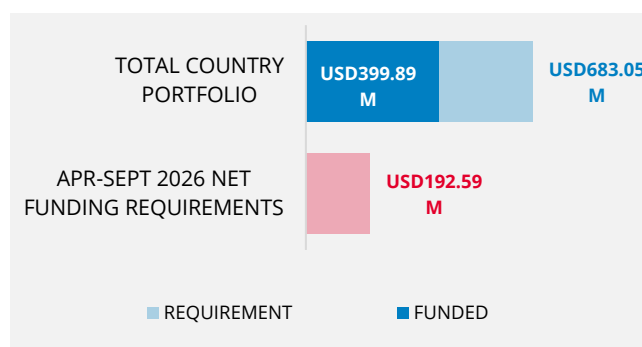 TOTAL COUNTRY
PORTFOLIO
USD399.89
M
USD683.05
M
APR-SEPT 2026 NET
FUNDING REQUIREMENTS
USD192.59
M
REQUIREMENT
FUNDED